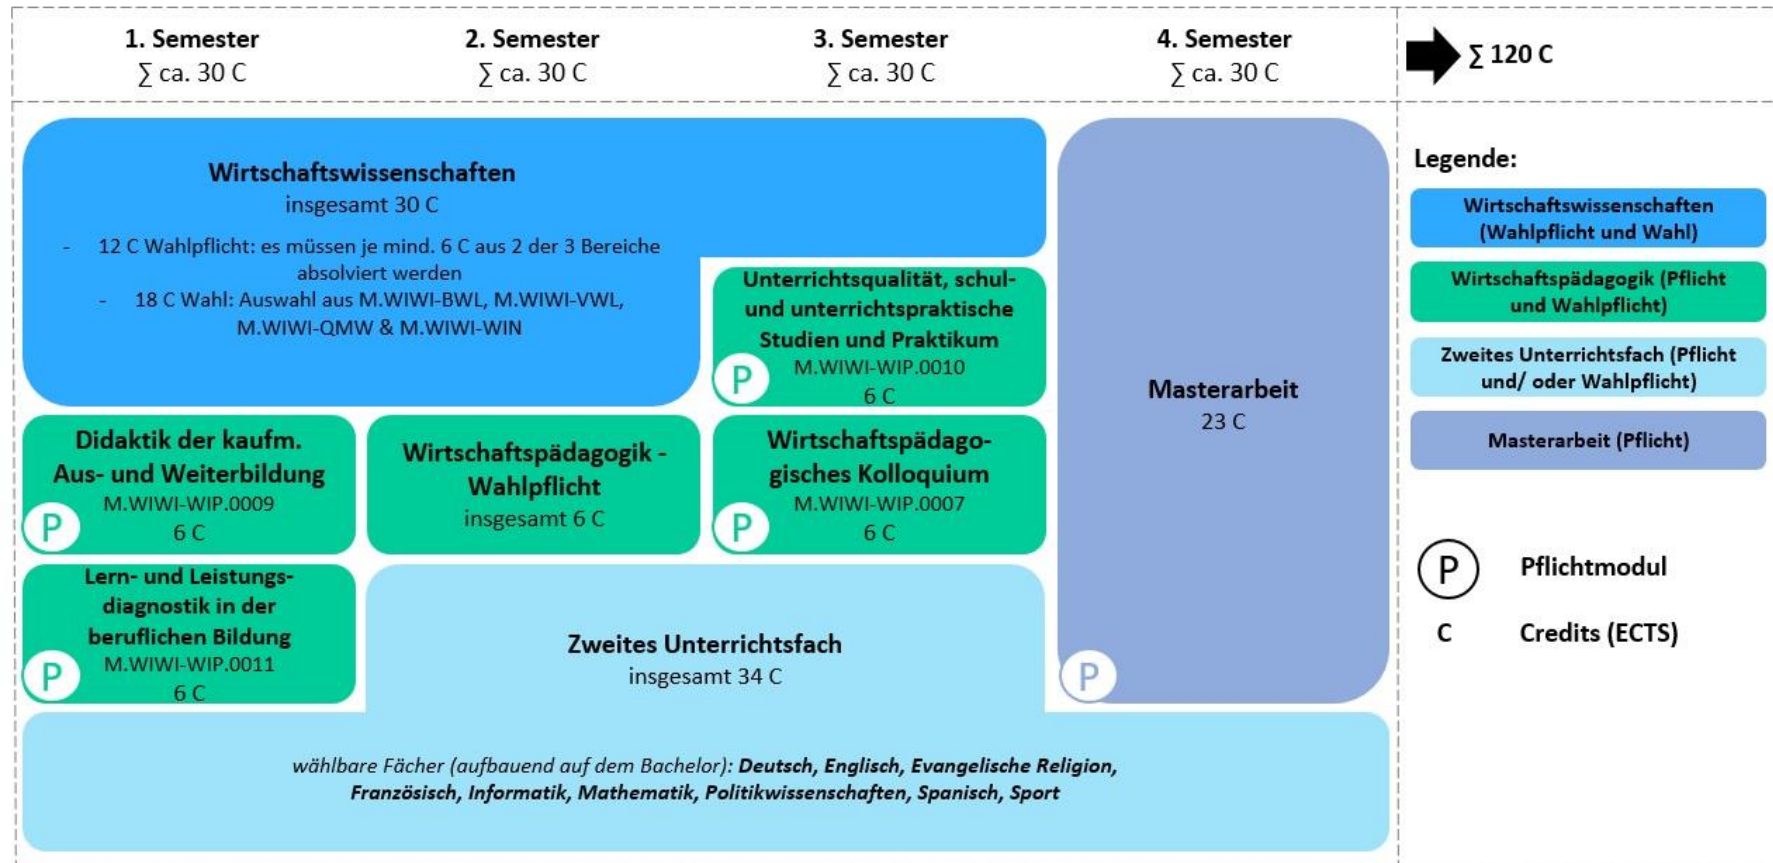 1. Semester
∑ ca. 30 C
2. Semester
∑ ca. 30 C
3. Semester
∑ ca. 30 C
4. Semester
∑ ca. 30 C
∑ 120 C
Wirtschaftswissenschaften
insgesamt 30 C
- 12 C Wahlpflicht: es müssen je mind. 6 C aus 2 der 3 Bereiche
absolviert werden
- 18 C Wahl: Auswahl aus M.WIWI-BWL, M.WIWI-VWL,
M.WIWI-QMW & M.WIWI-WIN
Unterrichtsqualität, schul-
und unterrichtspraktische
Studien und Praktikum
M.WIWI-WIP.0010
6 C
P
Didaktik der kaufm.
Aus- und Weiterbildung
M.WIWI-WIP.0009
6 C
P
Wirtschaftspädagogik -
Wahlpflicht
insgesamt 6 C
Wirtschaftspädago-
gisches Kolloquium
M.WIWI-WIP.0007
6 C
P
Lern- und Leistungs-
diagnostik in der
beruflichen Bildung
M.WIWI-WIP.0011
6 C
P
Zweites Unterrichtsfach
insgesamt 34 C
wählbare Fächer (aufbauend auf dem Bachelor): Deutsch, Englisch, Evangelische Religion,
Französisch, Informatik, Mathematik, Politikwissenschaften, Spanisch, Sport
Masterarbeit
23 C
P
Legende:
Wirtschaftswissenschaften
(Wahlpflicht und Wahl)
Wirtschaftspädagogik (Pflicht
und Wahlpflicht)
Zweites Unterrichtsfach (Pflicht
und/ oder Wahlpflicht)
Masterarbeit (Pflicht)
P Pflichtmodul
C Credits (ECTS)